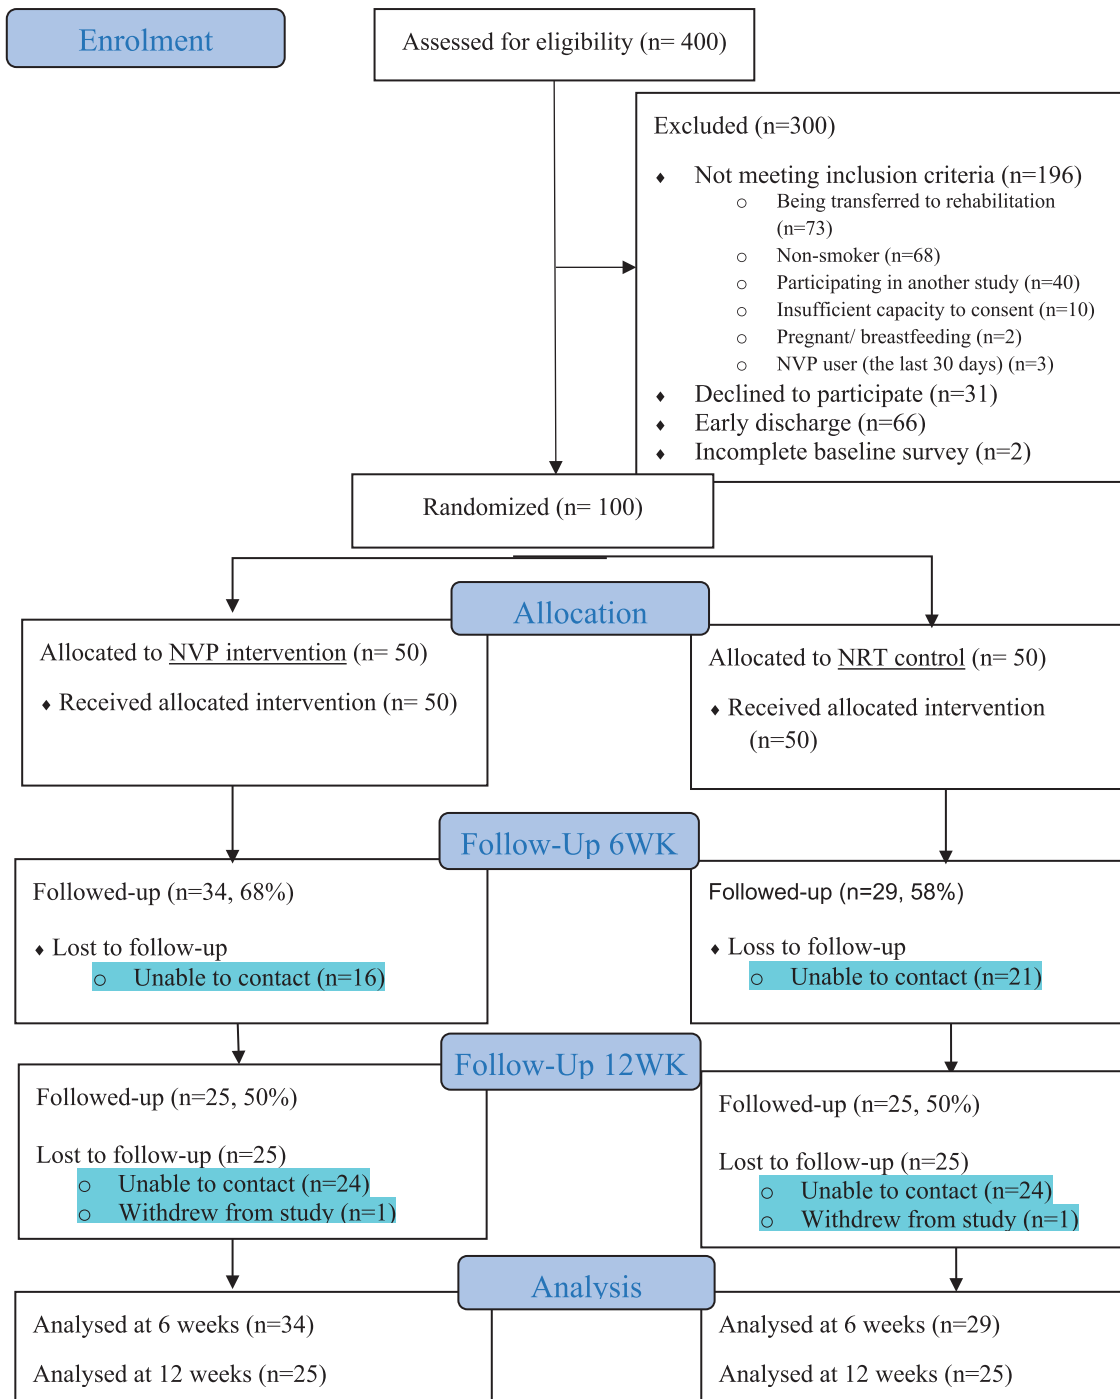 Enrolment
Assessed for eligibility (n= 400)
Excluded (n=300)
⬧ Not meeting inclusion criteria (n=196)
o Being transferred to rehabilitation
(n=73)
o Non-smoker (n=68)
o Participating in another study (n=40)
o Insufficient capacity to consent (n=10)
o Pregnant/ breastfeeding (n=2)
o NVP user (the last 30 days) (n=3)
⬧ Declined to participate (n=31)
⬧ Early discharge (n=66)
⬧ Incomplete baseline survey (n=2)
Randomized (n= 100)
Allocation
Allocated to NVP intervention (n= 50)
⬧ Received allocated intervention (n= 50)
Allocated to NRT control (n= 50)
⬧ Received allocated intervention
(n=50)
Follow-Up 6WK
Followed-up (n=34, 68%)
⬧ Lost to follow-up
o Unable to contact (n=16)
Followed-up (n=29, 58%)
⬧ Loss to follow-up
o Unable to contact (n=21)
Follow-Up 12WK
Followed-up (n=25, 50%)
Lost to follow-up (n=25)
o Unable to contact (n=24)
o Withdrew from study (n=1)
Followed-up (n=25, 50%)
Lost to follow-up (n=25)
o Unable to contact (n=24)
o Withdrew from study (n=1)
Analysis
Analysed at 6 weeks (n=34)
Analysed at 12 weeks (n=25)
Analysed at 6 weeks (n=29)
Analysed at 12 weeks (n=25)